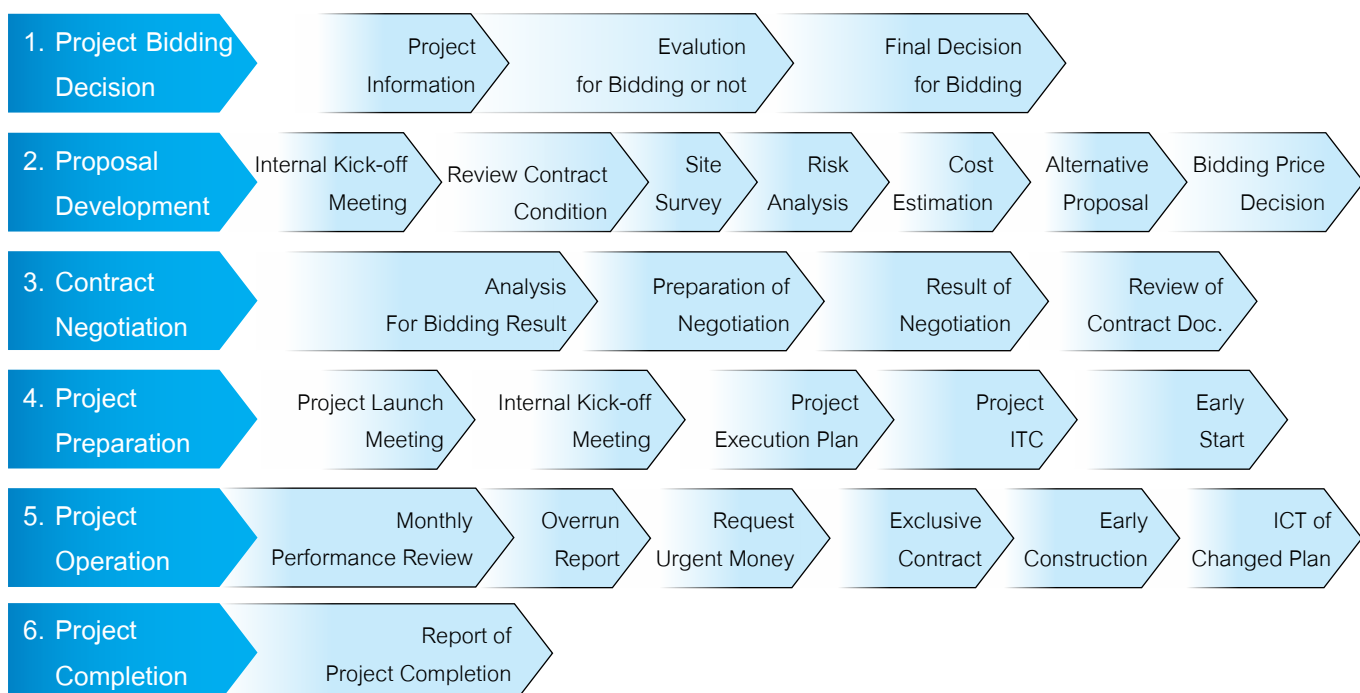 1. Project Bidding
Decision
Project
Information
Evalution
for Bidding or not
Final Decision
for Bidding
2. Proposal
Development
Internal Kick-off
Meeting
Review Contract
Condition
Site
Survey
Risk
Analysis
Cost
Estimation
Alternative
Proposal
Bidding Price
Decision
3. Contract
Negotiation
Analysis
For Bidding Result
Preparation of
Negotiation
Result of
Negotiation
Review of
Contract Doc.
4. Project
Preparation
Project Launch
Meeting
Internal Kick-off
Meeting
Project
Execution Plan
Project
ITC
Early
Start
5. Project
Operation
Monthly
Performance Review
Overrun
Report
Request
Urgent Money
Exclusive
Contract
Early
Construction
ICT of
Changed Plan
6. Project
Completion
Report of
Project Completion